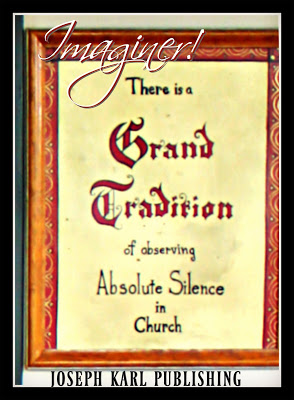 Imaginer!
There is a
Grand
Tradition
of observing
Absolute Silence
in
Church
JOSEPH KARL PUBLISHING